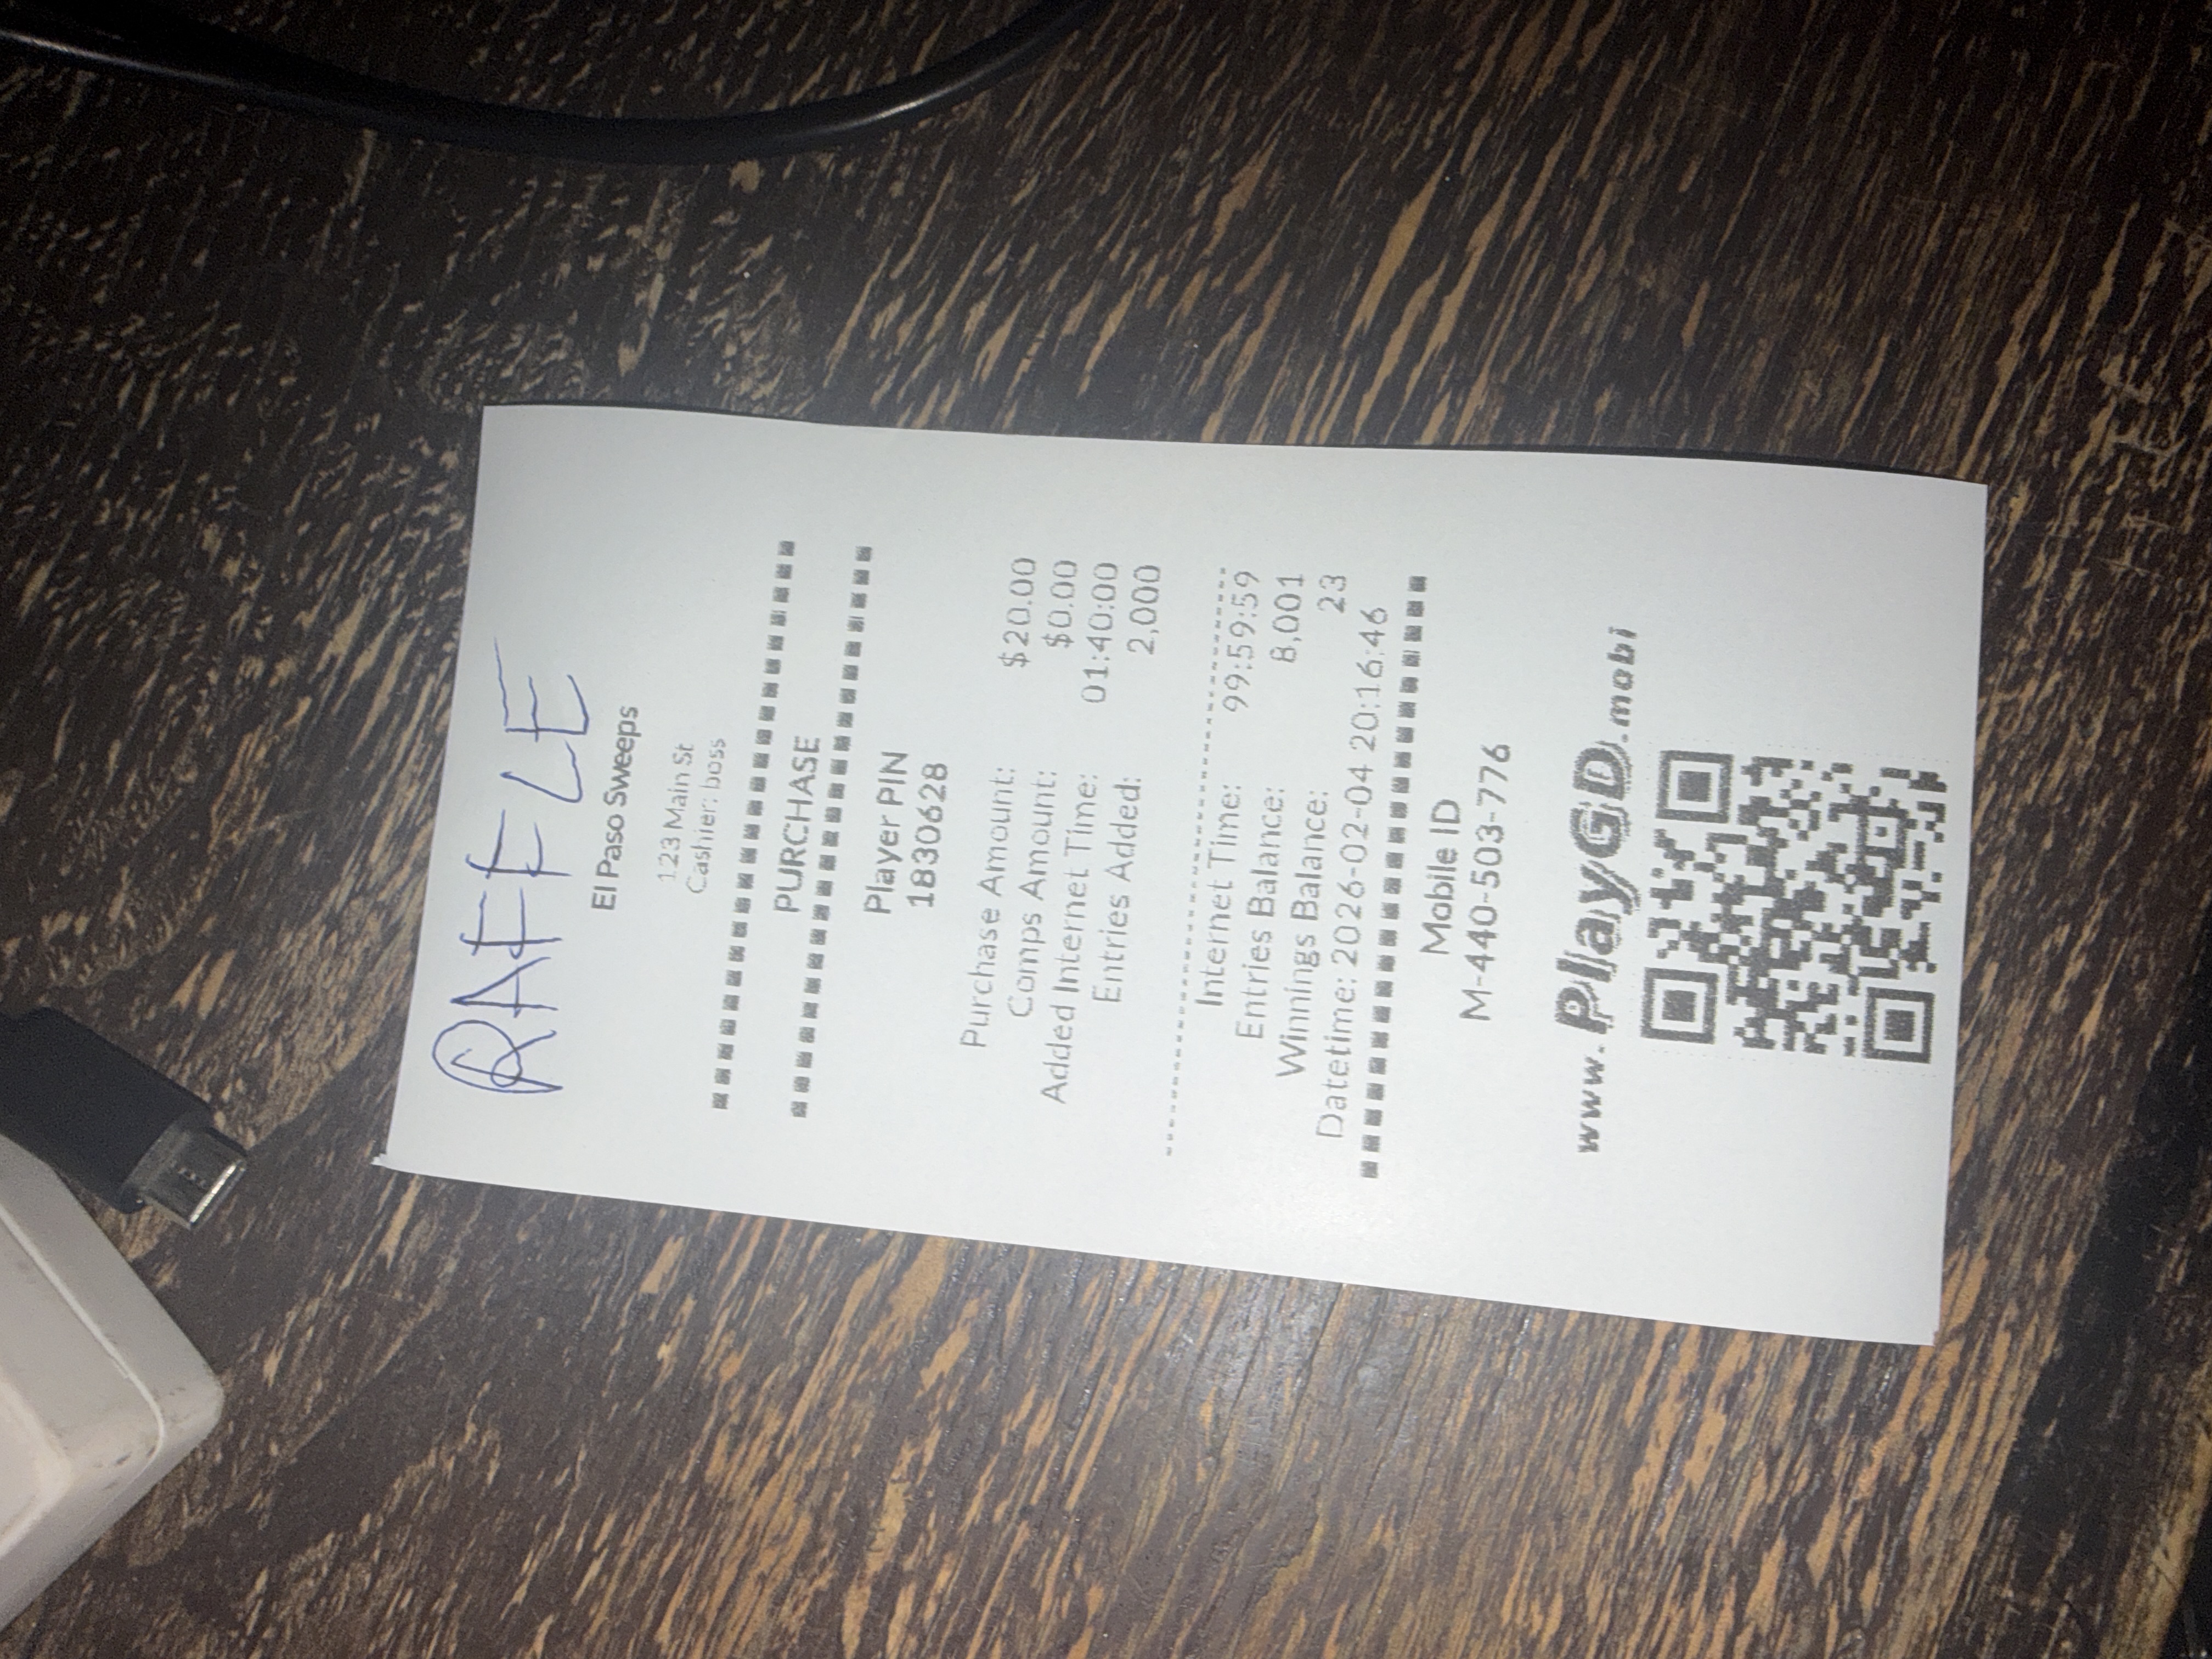 RAFFLE
El Paso Sweeps
123 Main St
Cashier: boss
PURCHASE
Player PIN
1830628
Purchase Amount: $20.00
Comps Amount: $0.00
Added Internet Time: 01:40:00
Entries Added: 2,000
Internet Time: 99:59:59
Entries Balance: 8,001
Winnings Balance: 23
Datetime: 2026-02-04 20:16:46
Mobile ID
M-440-503-776
www.PlayGD.mobi